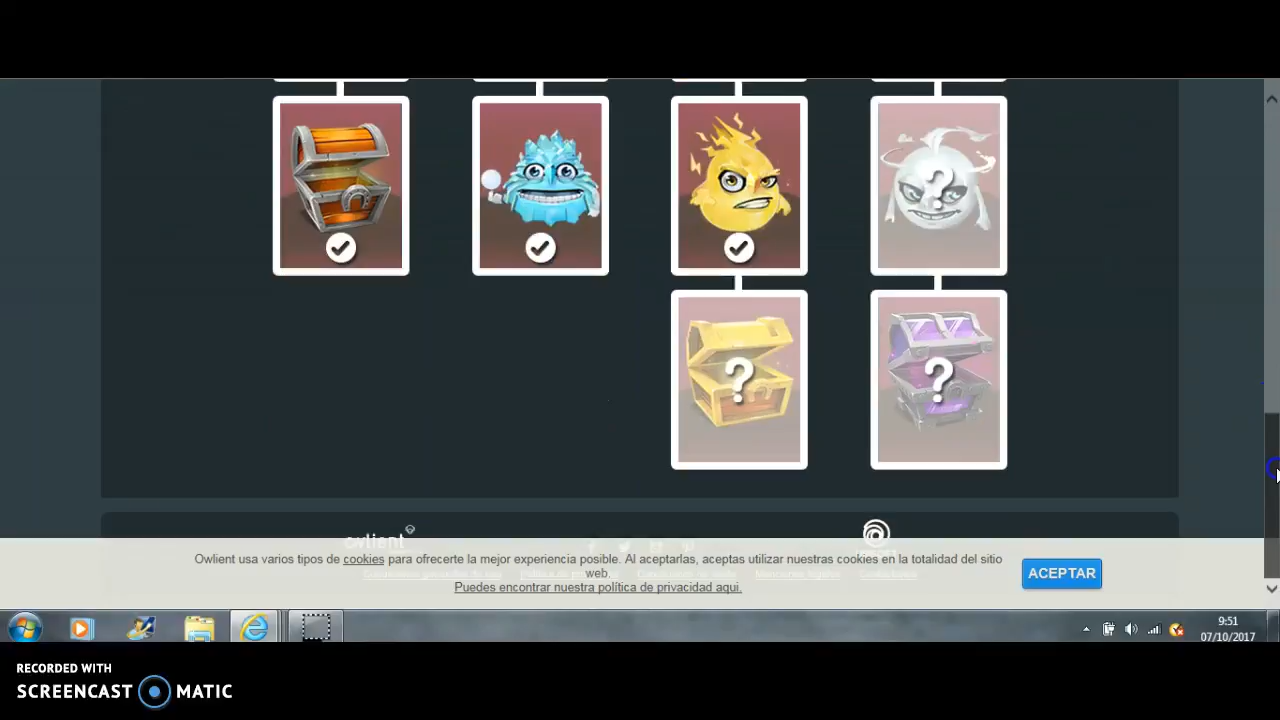 ?
? ?
owlient
Owlient usa varios tipos de cookies para ofrecerte la mejor experiencia posible. Al aceptarlas, aceptas utilizar nuestras cookies en la totalidad del sitio
web.
Puedes encontrar nuestra política de privacidad aqui.
ACEPTAR
9:51
07/10/2017
RECORDED WITH
SCREENCAST MATIC